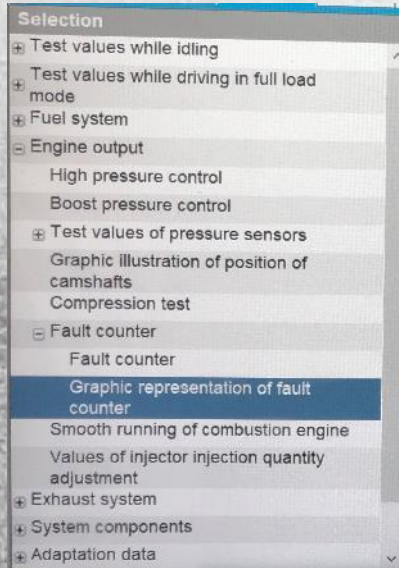 Selection
Test values while idling
Test values while driving in full load
mode
Fuel system
Engine output
High pressure control
Boost pressure control
Test values of pressure sensors
Graphic illustration of position of
camshafts
Compression test
Fault counter
Fault counter
Graphic representation of fault
counter
Smooth running of combustion engine
Values of injector injection quantity
adjustment
Exhaust system
System components
Adaptation data